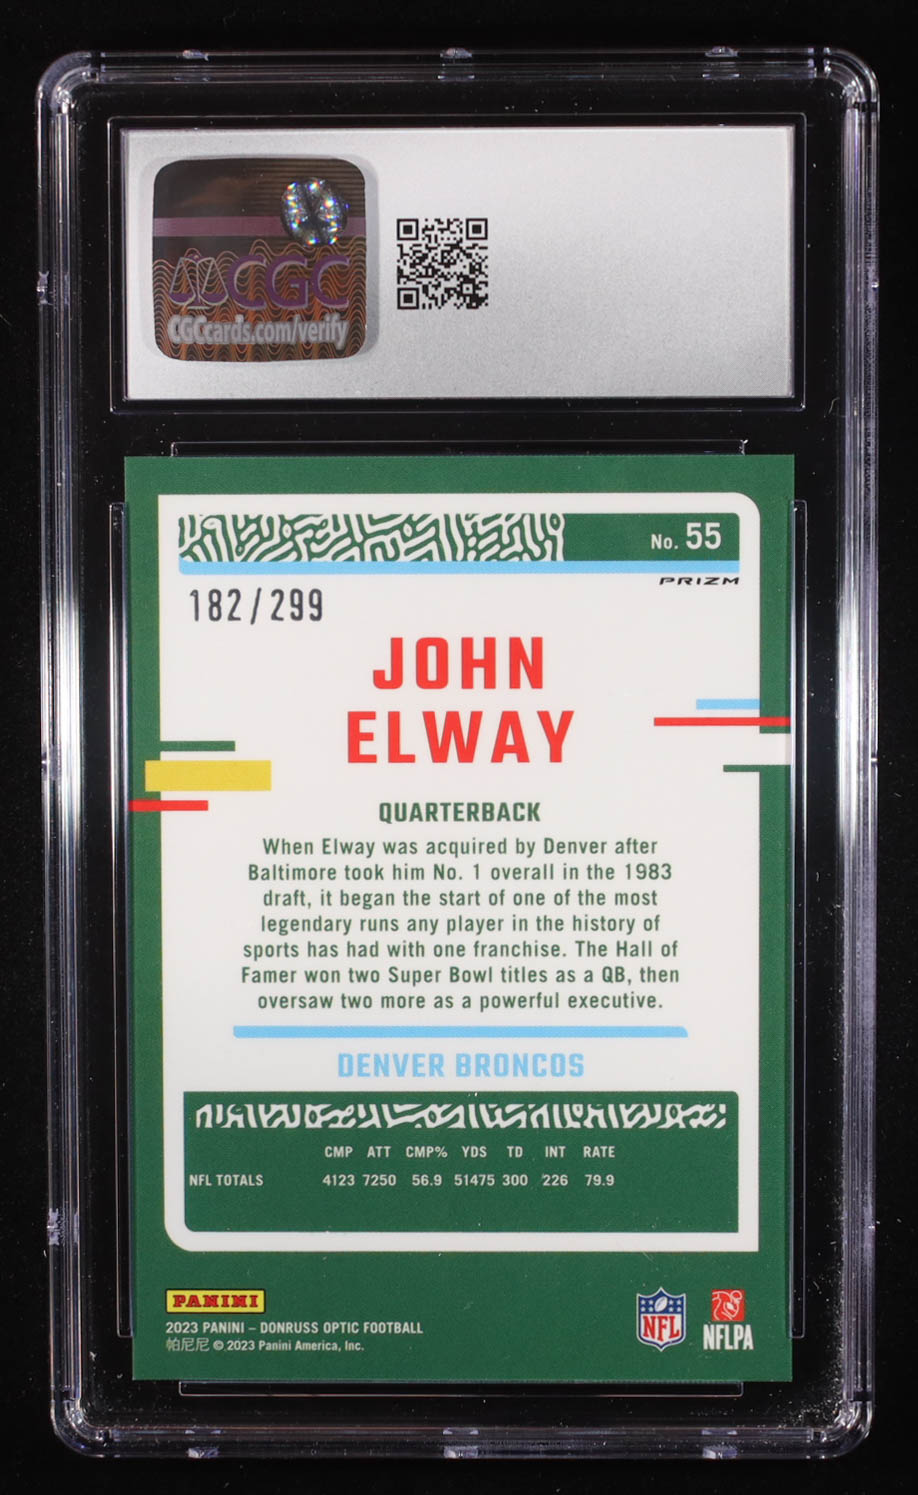 CGC
CGCcards.com/verify
No. 55
PRIZM
182/299
JOHN
ELWAY
QUARTERBACK
When Elway was acquired by Denver after
Baltimore took him No. 1 overall in the 1983
draft, it began the start of one of the most
legendary runs any player in the history of
sports has had with one franchise. The Hall of
Famer won two Super Bowl titles as a QB, then
oversaw two more as a powerful executive.
DENVER BRONCOS
CMP ATT CMP% YDS TD INT RATE
NFL TOTALS 4123 7250 56.9 51475 300 226 79.9
PANINI
2023 PANINI – DONRUSS OPTIC FOOTBALL
帕尼尼 © 2023 Panini America, Inc.
NFL
NFLPA